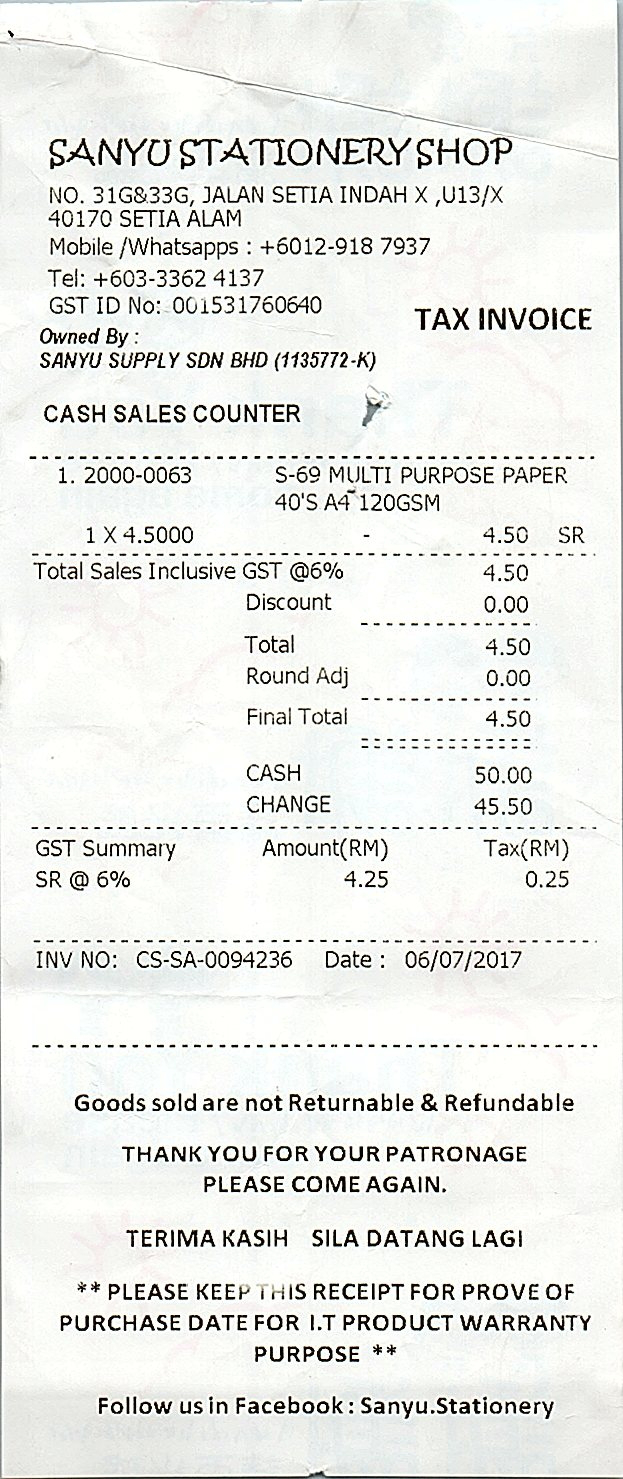 SANYU STATIONERY SHOP
NO. 31G&33G, JALAN SETIA INDAH X ,U13/X
40170 SETIA ALAM
Mobile /Whatsapps : +6012-918 7937
Tel: +603-3362 4137
GST ID No: 001531760640
TAX INVOICE
Owned By :
SANYU SUPPLY SDN BHD (1135772-K)
CASH SALES COUNTER
1. 2000-0063 S-69 MULTI PURPOSE PAPER
40'S A4 120GSM
1 X 4.5000 - 4.50 SR
Total Sales Inclusive GST @6% 4.50
Discount 0.00
Total 4.50
Round Adj 0.00
Final Total 4.50
CASH 50.00
CHANGE 45.50
GST Summary Amount(RM) Tax(RM)
SR @ 6% 4.25 0.25
INV NO: CS-SA-0094236 Date : 06/07/2017
Goods sold are not Returnable & Refundable
THANK YOU FOR YOUR PATRONAGE
PLEASE COME AGAIN.
TERIMA KASIH SILA DATANG LAGI
** PLEASE KEEP THIS RECEIPT FOR PROVE OF
PURCHASE DATE FOR I.T PRODUCT WARRANTY
PURPOSE **
Follow us in Facebook : Sanyu.Stationery